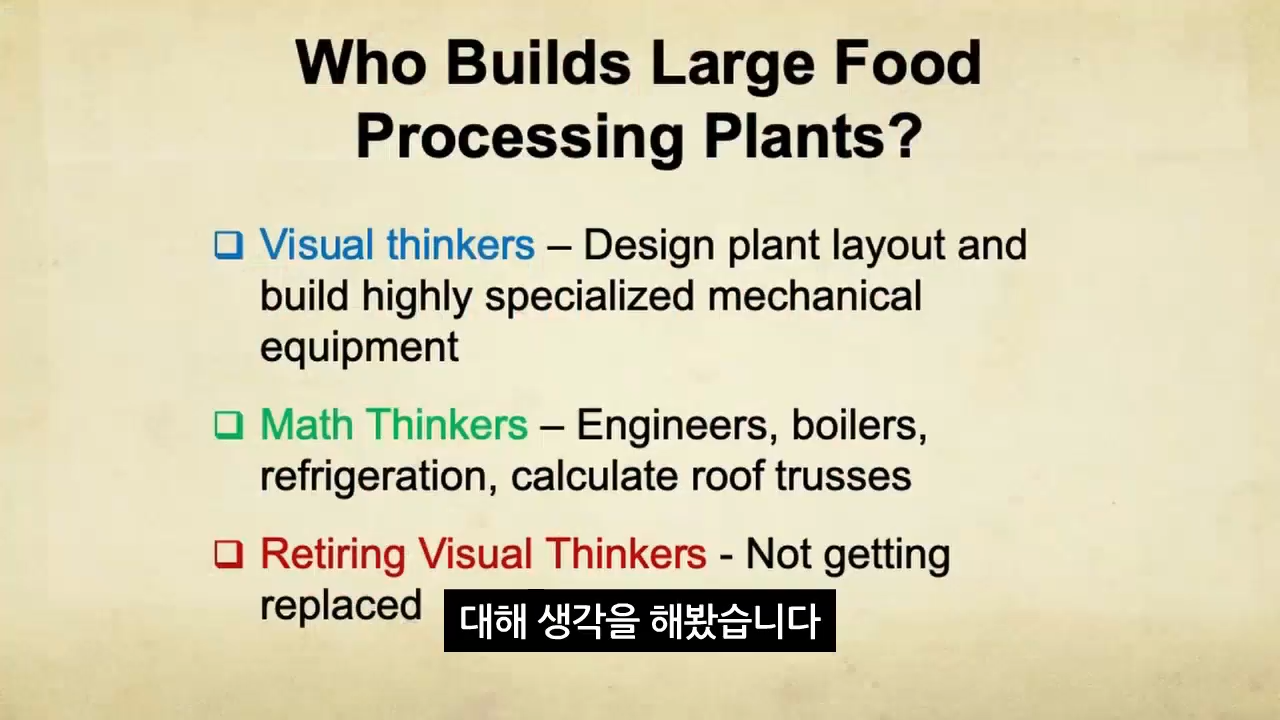 Who Builds Large Food
Processing Plants?
Visual thinkers – Design plant layout and
build highly specialized mechanical
equipment
Math Thinkers – Engineers, boilers,
refrigeration, calculate roof trusses
Retiring Visual Thinkers - Not getting
replaced
대해 생각을 해봤습니다